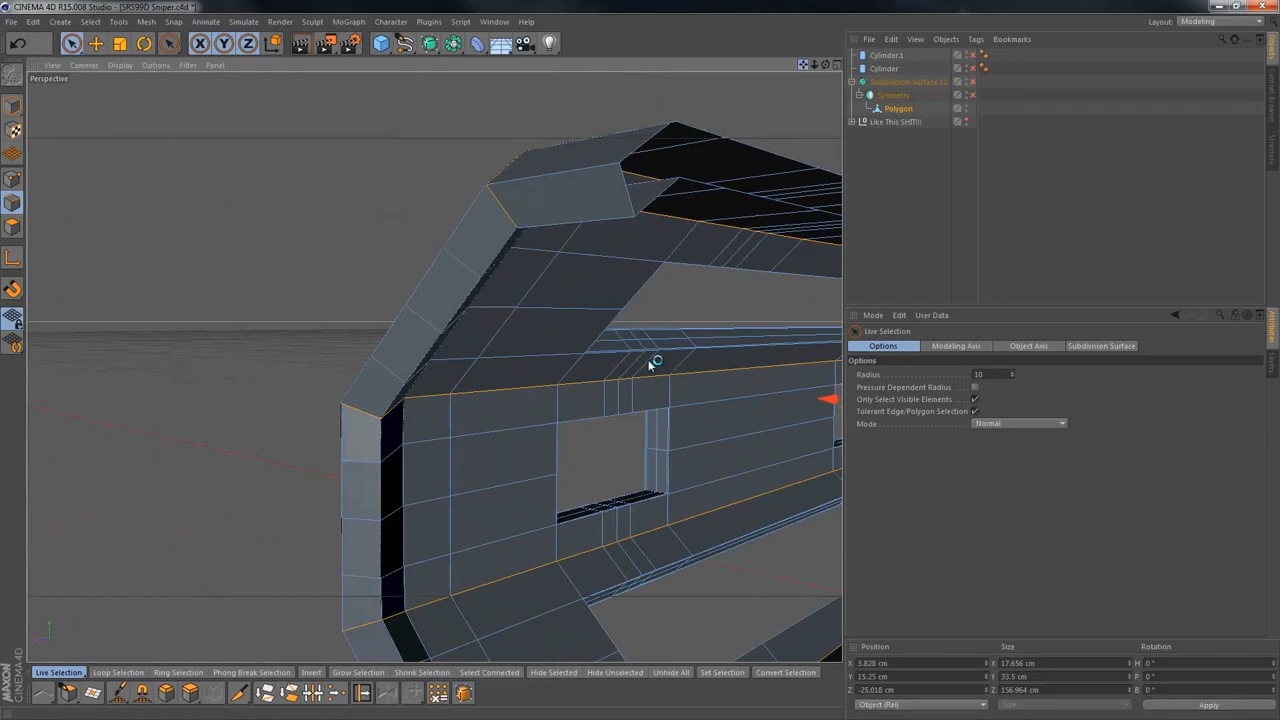 CINEMA 4D R15.008 Studio - [SRS99D Sniper.c4d *]
File Edit Create Select Tools Mesh Snap Animate Simulate Render Sculpt MoGraph Character Plugins Script Window Help
Layout: Modeling
View Cameras Display Options Filter Panel
Perspective
File Edit View Objects Tags Bookmarks
Cylinder.1
Cylinder
Subdivision Surface.12
Symmetry
Polygon
Like This SHIT!!!
Objects
Content Browser
Structure
Mode Edit User Data
Live Selection
Options Modeling Axis Object Axis Subdivision Surface
Options
Radius 10
Pressure Dependent Radius
Only Select Visible Elements
Tolerant Edge/Polygon Selection
Mode Normal
Attributes
Layers
Position Size Rotation
X 3.828 cm X 17.656 cm H 0 °
Y 15.25 cm Y 33.5 cm P 0 °
Z -25.018 cm Z 156.964 cm B 0 °
Object (Rel) Size Apply
Live Selection Loop Selection Ring Selection Phong Break Selection Invert Grow Selection Shrink Selection Select Connected Hide Selected Hide Unselected Unhide All Set Selection Convert Selection
MAXON
CINEMA4D